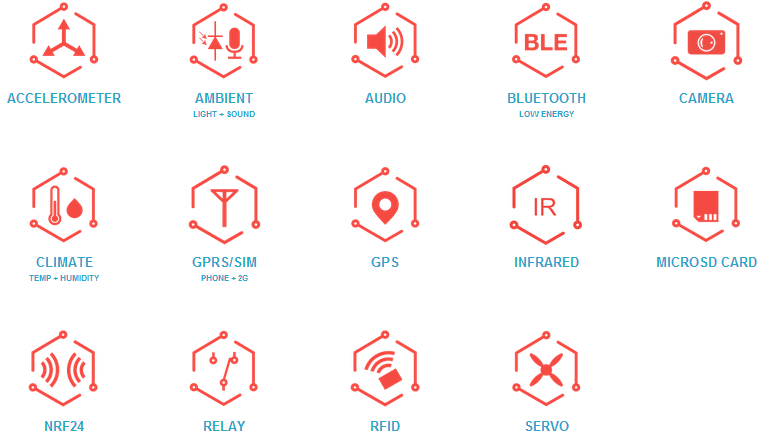 BLE
ACCELEROMETER
AMBIENT
LIGHT + SOUND
AUDIO
BLUETOOTH
LOW ENERGY
CAMERA
IR
CLIMATE
TEMP + HUMIDITY
GPRS/SIM
PHONE + 2G
GPS
INFRARED
MICROSD CARD
NRF24
RELAY
RFID
SERVO